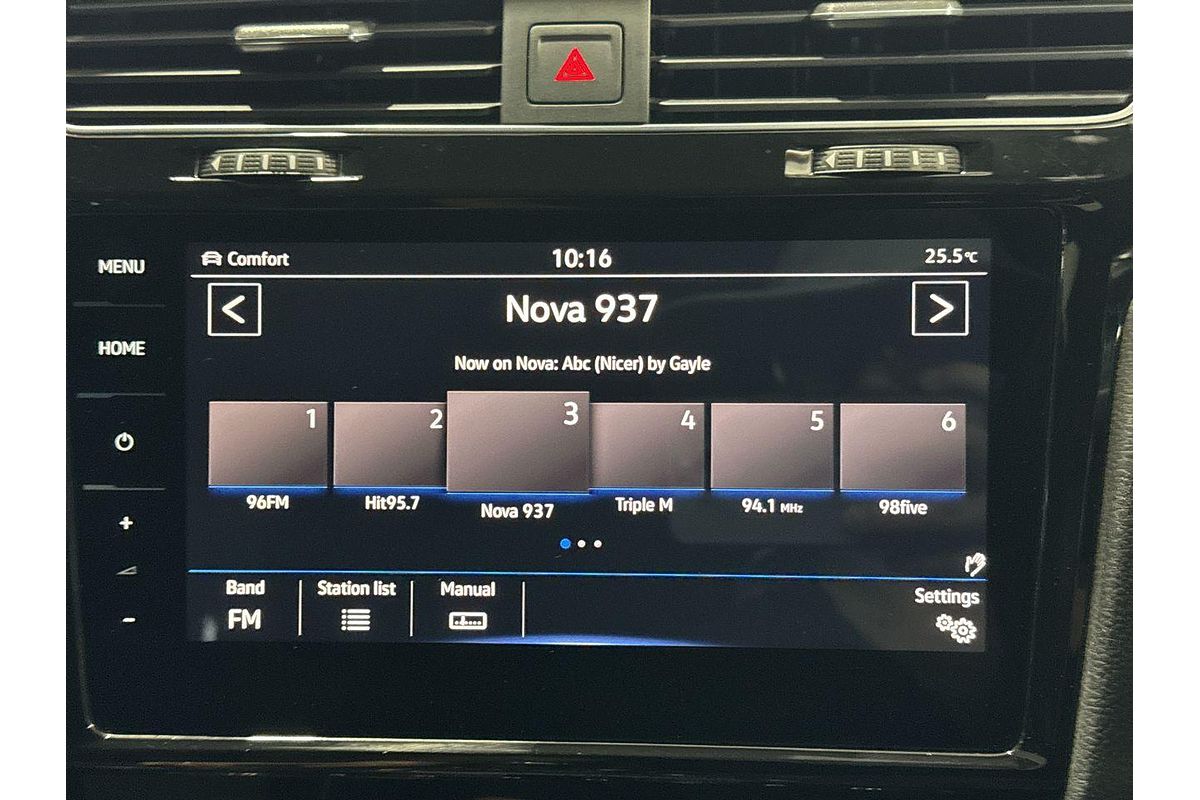 MENU
HOME
Comfort
10:16
25.5°C
<
Nova 937
>
Now on Nova: Abc (Nicer) by Gayle
1
2
3
4
5
6
96FM
Hit95.7
Nova 937
Triple M
94.1 MHz
98five
+
-
Band
FM
Station list
Manual
Settings